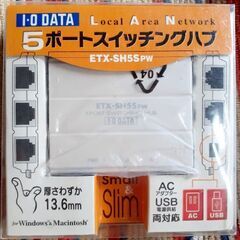 I-O DATA
Local Area Network
5ポートスイッチングハブ
ETX-SH5SPW
ETX-SH5SPW
厚さわずか
13.6mm
small
Slim
AC
アダプター
USB
電源供給
両対応
AC
USB
for Windows & Macintosh